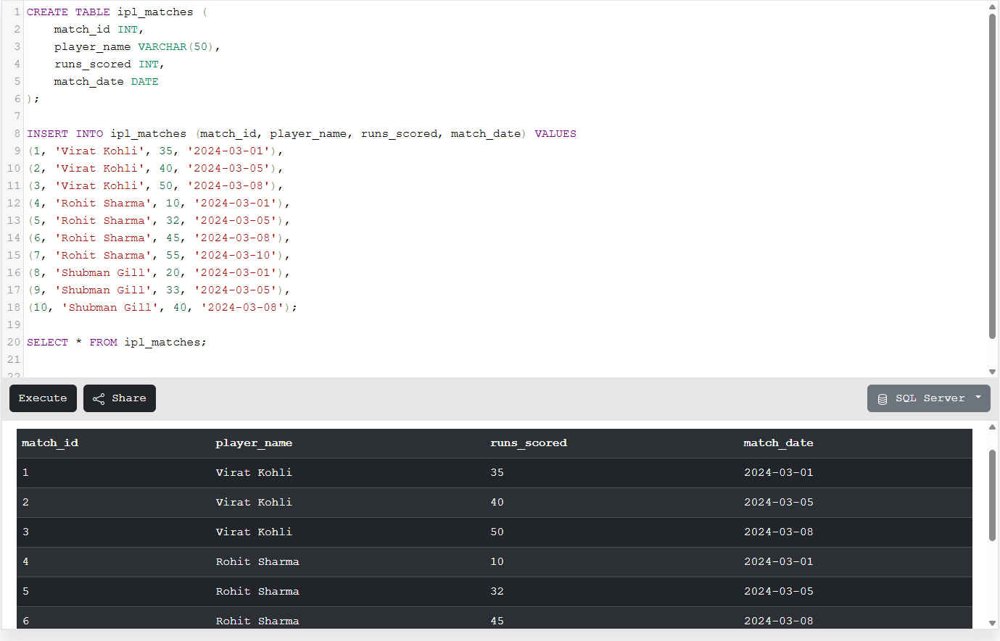 1 CREATE TABLE ipl_matches (
2 match_id INT,
3 player_name VARCHAR(50),
4 runs_scored INT,
5 match_date DATE
6 );
7
8 INSERT INTO ipl_matches (match_id, player_name, runs_scored, match_date) VALUES
9 (1, 'Virat Kohli', 35, '2024-03-01'),
10 (2, 'Virat Kohli', 40, '2024-03-05'),
11 (3, 'Virat Kohli', 50, '2024-03-08'),
12 (4, 'Rohit Sharma', 10, '2024-03-01'),
13 (5, 'Rohit Sharma', 32, '2024-03-05'),
14 (6, 'Rohit Sharma', 45, '2024-03-08'),
15 (7, 'Rohit Sharma', 55, '2024-03-10'),
16 (8, 'Shubman Gill', 20, '2024-03-01'),
17 (9, 'Shubman Gill', 33, '2024-03-05'),
18 (10, 'Shubman Gill', 40, '2024-03-08');
19
20 SELECT * FROM ipl_matches;
21
22
Execute Share SQL Server
match_id player_name runs_scored match_date
1 Virat Kohli 35 2024-03-01
2 Virat Kohli 40 2024-03-05
3 Virat Kohli 50 2024-03-08
4 Rohit Sharma 10 2024-03-01
5 Rohit Sharma 32 2024-03-05
6 Rohit Sharma 45 2024-03-08